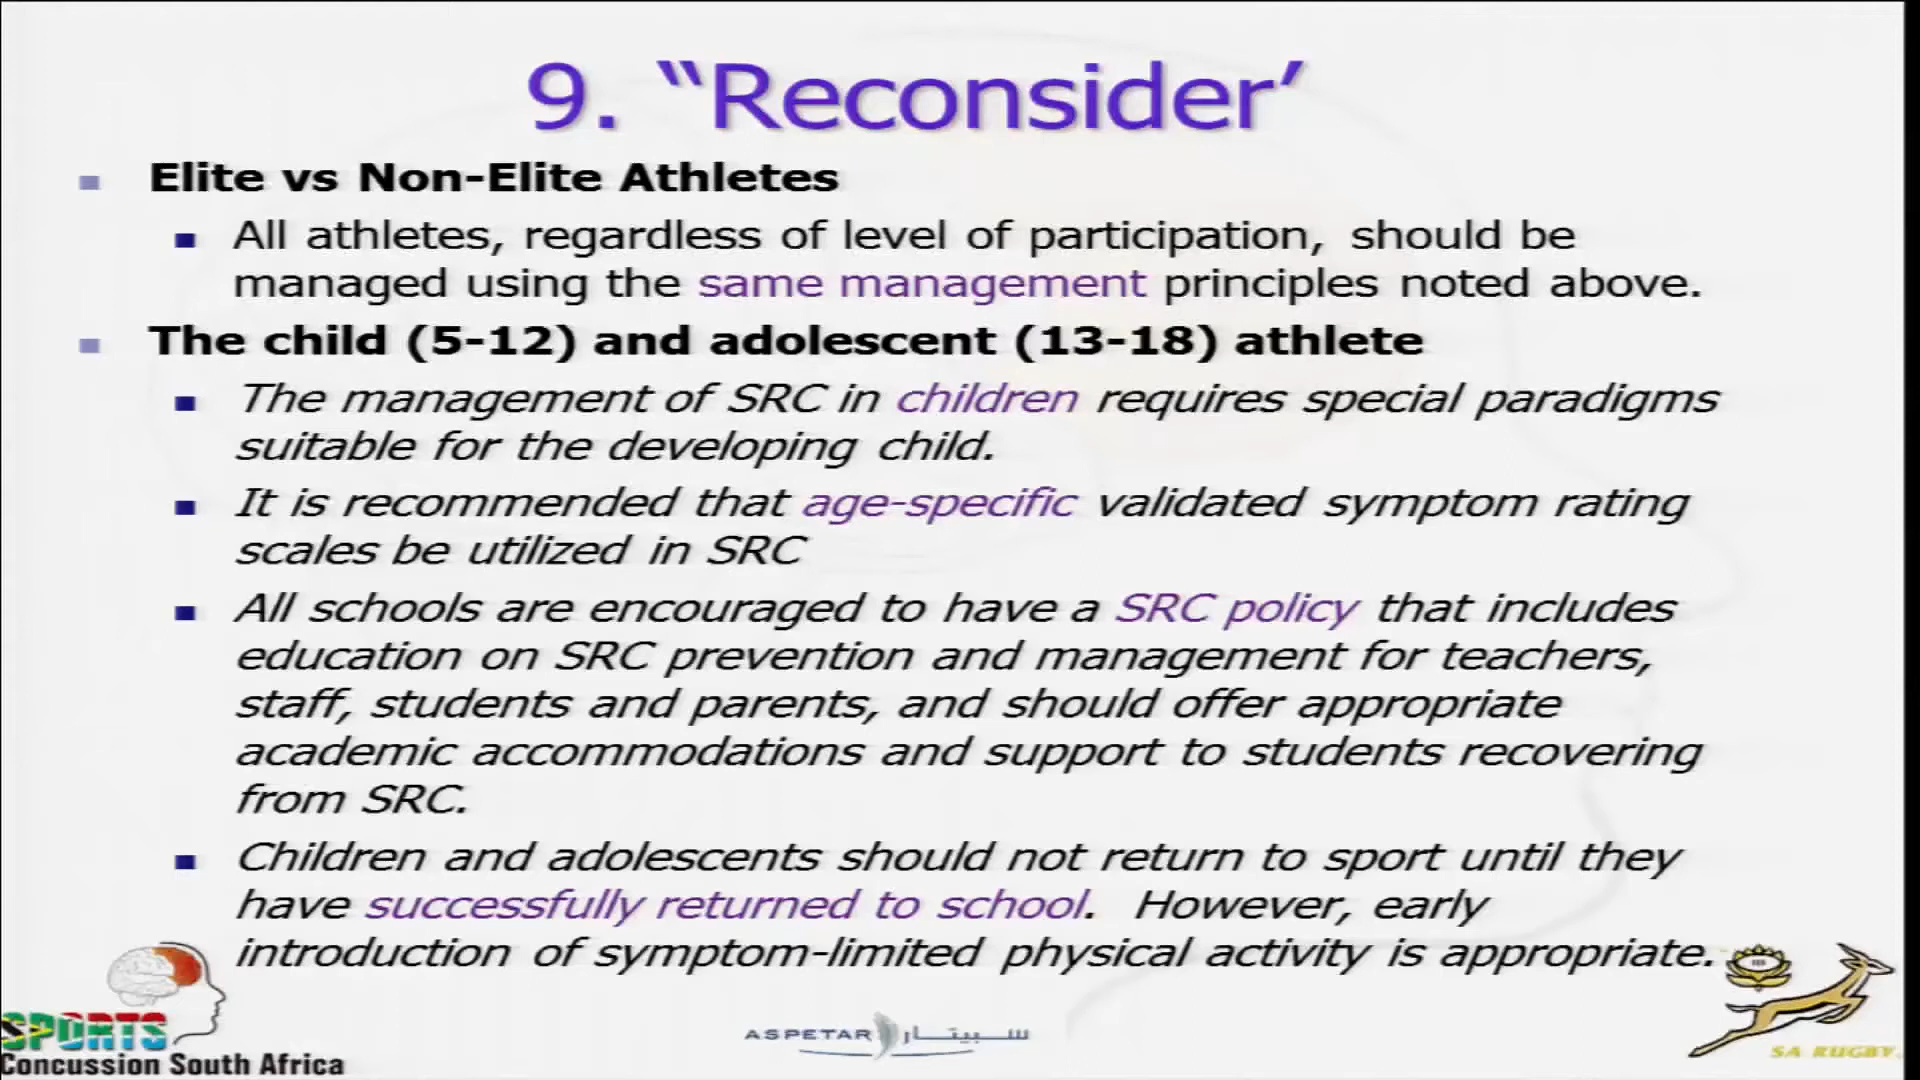 9. “Reconsider’
Elite vs Non-Elite Athletes
All athletes, regardless of level of participation, should be
managed using the same management principles noted above.
The child (5-12) and adolescent (13-18) athlete
The management of SRC in children requires special paradigms
suitable for the developing child.
It is recommended that age-specific validated symptom rating
scales be utilized in SRC
All schools are encouraged to have a SRC policy that includes
education on SRC prevention and management for teachers,
staff, students and parents, and should offer appropriate
academic accommodations and support to students recovering
from SRC.
Children and adolescents should not return to sport until they
have successfully returned to school. However, early
introduction of symptom-limited physical activity is appropriate.
SPORTS
Concussion South Africa
ASPETAR سبيتار
SA RUGBY